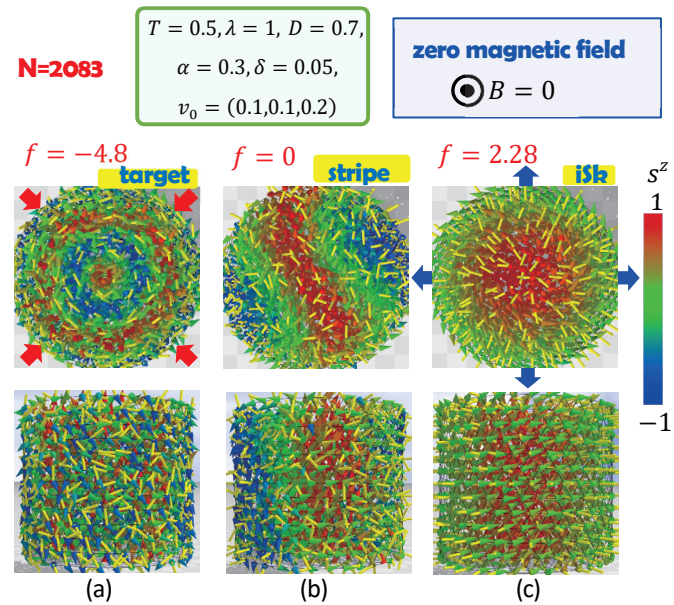 N=2083
T = 0.5, λ = 1, D = 0.7,
α = 0.3, δ = 0.05,
v₀ = (0.1,0.1,0.2)
zero magnetic field
B = 0
f = −4.8
target
f = 0
stripe
f = 2.28
iSk
sᶻ
1
−1
(a)
(b)
(c)